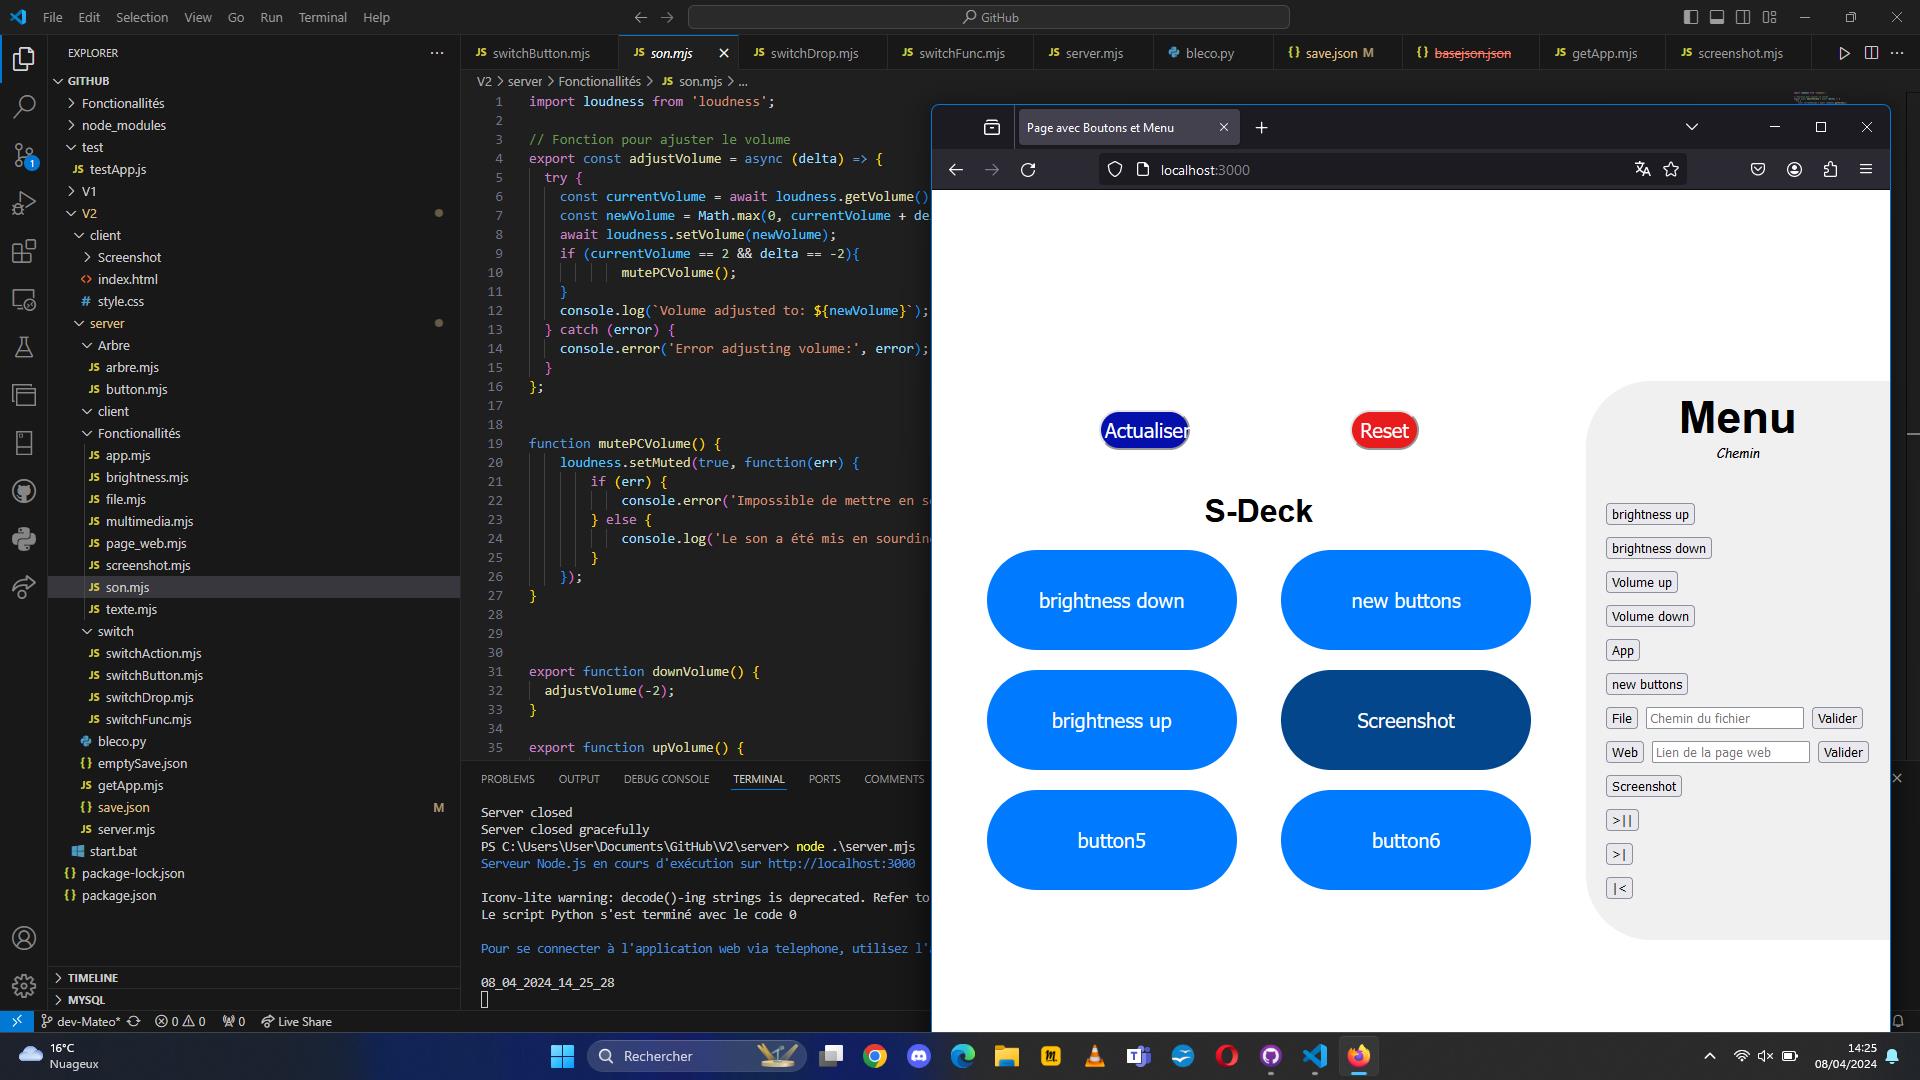 File Edit Selection View Go Run Terminal Help
GitHub
EXPLORER
switchButton.mjs son.mjs switchDrop.mjs switchFunc.mjs server.mjs bleco.py save.json M basejson.json getApp.mjs screenshot.mjs
GITHUB
Fonctionallités
node_modules
test
testApp.js
V1
V2
client
Screenshot
index.html
style.css
server
Arbre
arbre.mjs
button.mjs
client
Fonctionallités
app.mjs
brightness.mjs
file.mjs
multimedia.mjs
page_web.mjs
screenshot.mjs
son.mjs
texte.mjs
switch
switchAction.mjs
switchButton.mjs
switchDrop.mjs
switchFunc.mjs
bleco.py
emptySave.json
getApp.mjs
save.json M
server.mjs
start.bat
package-lock.json
package.json
TIMELINE
MYSQL
V2 > server > Fonctionallités > son.mjs > ...
1 import loudness from 'loudness';
2
3 // Fonction pour ajuster le volume
4 export const adjustVolume = async (delta) => {
5 try {
6 const currentVolume = await loudness.getVolume()
7 const newVolume = Math.max(0, currentVolume + de
8 await loudness.setVolume(newVolume);
9 if (currentVolume == 2 && delta == -2){
10 mutePCVolume();
11 }
12 console.log(`Volume adjusted to: ${newVolume}`);
13 } catch (error) {
14 console.error('Error adjusting volume:', error);
15 }
16 };
17
18
19 function mutePCVolume() {
20 loudness.setMuted(true, function(err) {
21 if (err) {
22 console.error('Impossible de mettre en s
23 } else {
24 console.log('Le son a été mis en sourdin
25 }
26 });
27 }
28
29
30
31 export function downVolume() {
32 adjustVolume(-2);
33 }
34
35 export function upVolume() {
PROBLEMS OUTPUT DEBUG CONSOLE TERMINAL PORTS COMMENTS
Server closed
Server closed gracefully
PS C:\Users\User\Documents\GitHub\V2\server> node .\server.mjs
Serveur Node.js en cours d'exécution sur http://localhost:3000
Iconv-lite warning: decode()-ing strings is deprecated. Refer to
Le script Python s'est terminé avec le code 0
Pour se connecter à l'application web via telephone, utilisez l'
08_04_2024_14_25_28
Page avec Boutons et Menu
localhost:3000
Actualiser Reset
S-Deck
brightness down new buttons
brightness up Screenshot
button5 button6
Menu
Chemin
brightness up
brightness down
Volume up
Volume down
App
new buttons
File Chemin du fichier Valider
Web Lien de la page web Valider
Screenshot
>||
>|
|<
1
dev-Mateo* 0 0 0 Live Share
16°C
Nuageux
Rechercher
14:25
08/04/2024